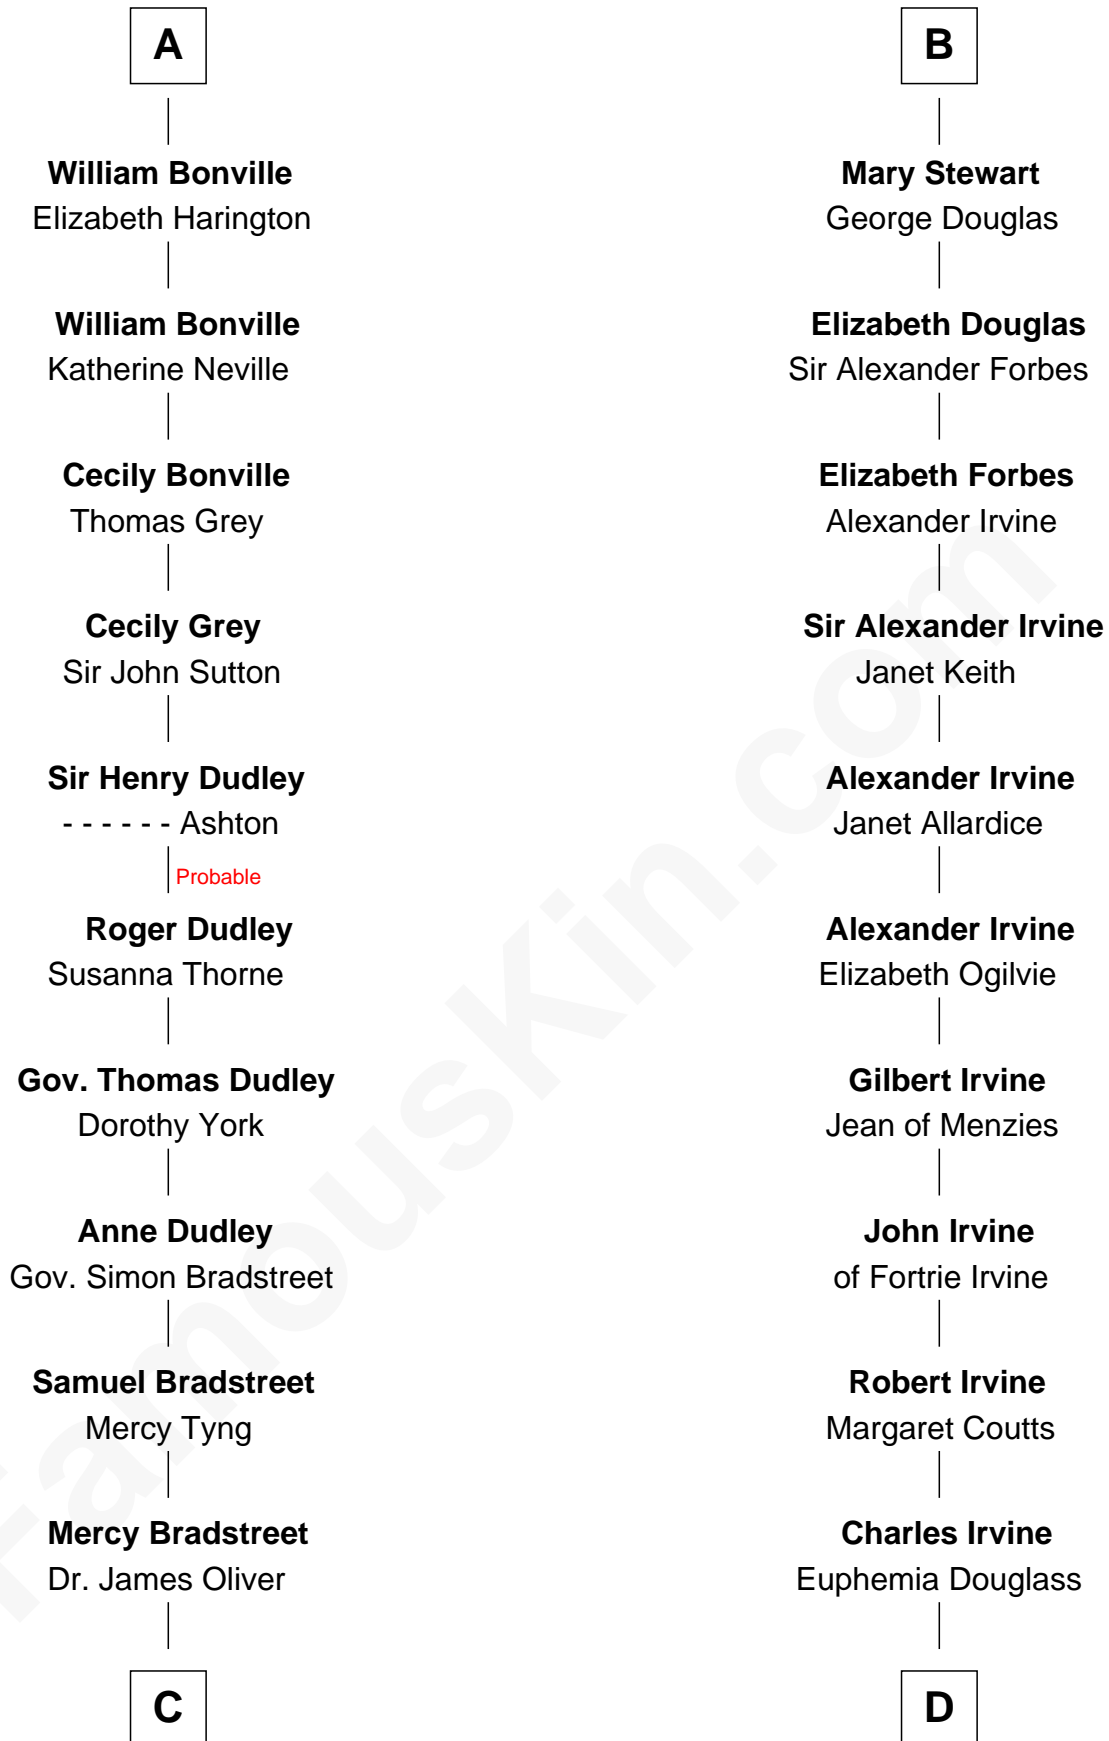 A
William Bonville
Elizabeth Harington
William Bonville
Katherine Neville
Cecily Bonville
Thomas Grey
Cecily Grey
Sir John Sutton
Sir Henry Dudley
- - - - - - Ashton
Probable
Roger Dudley
Susanna Thorne
Gov. Thomas Dudley
Dorothy York
Anne Dudley
Gov. Simon Bradstreet
Samuel Bradstreet
Mercy Tyng
Mercy Bradstreet
Dr. James Oliver
C
B
Mary Stewart
George Douglas
Elizabeth Douglas
Sir Alexander Forbes
Elizabeth Forbes
Alexander Irvine
Sir Alexander Irvine
Janet Keith
Alexander Irvine
Janet Allardice
Alexander Irvine
Elizabeth Ogilvie
Gilbert Irvine
Jean of Menzies
John Irvine
of Fortrie Irvine
Robert Irvine
Margaret Coutts
Charles Irvine
Euphemia Douglass
D
FamousKin.com